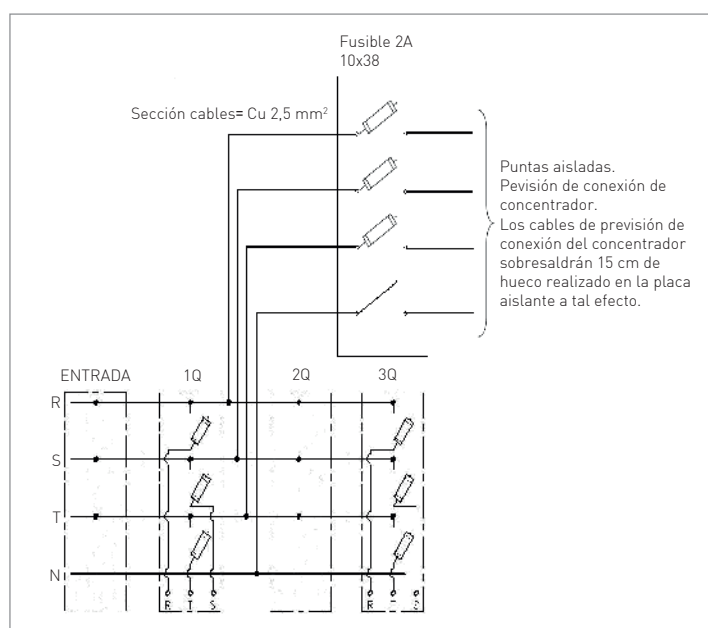 Fusible 2A
10x38
Sección cables= Cu 2,5 mm²
Puntas aisladas.
Pevisión de conexión de
concentrador.
Los cables de previsión de
conexión del concentrador
sobresaldrán 15 cm de
hueco realizado en la placa
aislante a tal efecto.
ENTRADA 1Q 2Q 3Q
R
S
T
N
R T S R